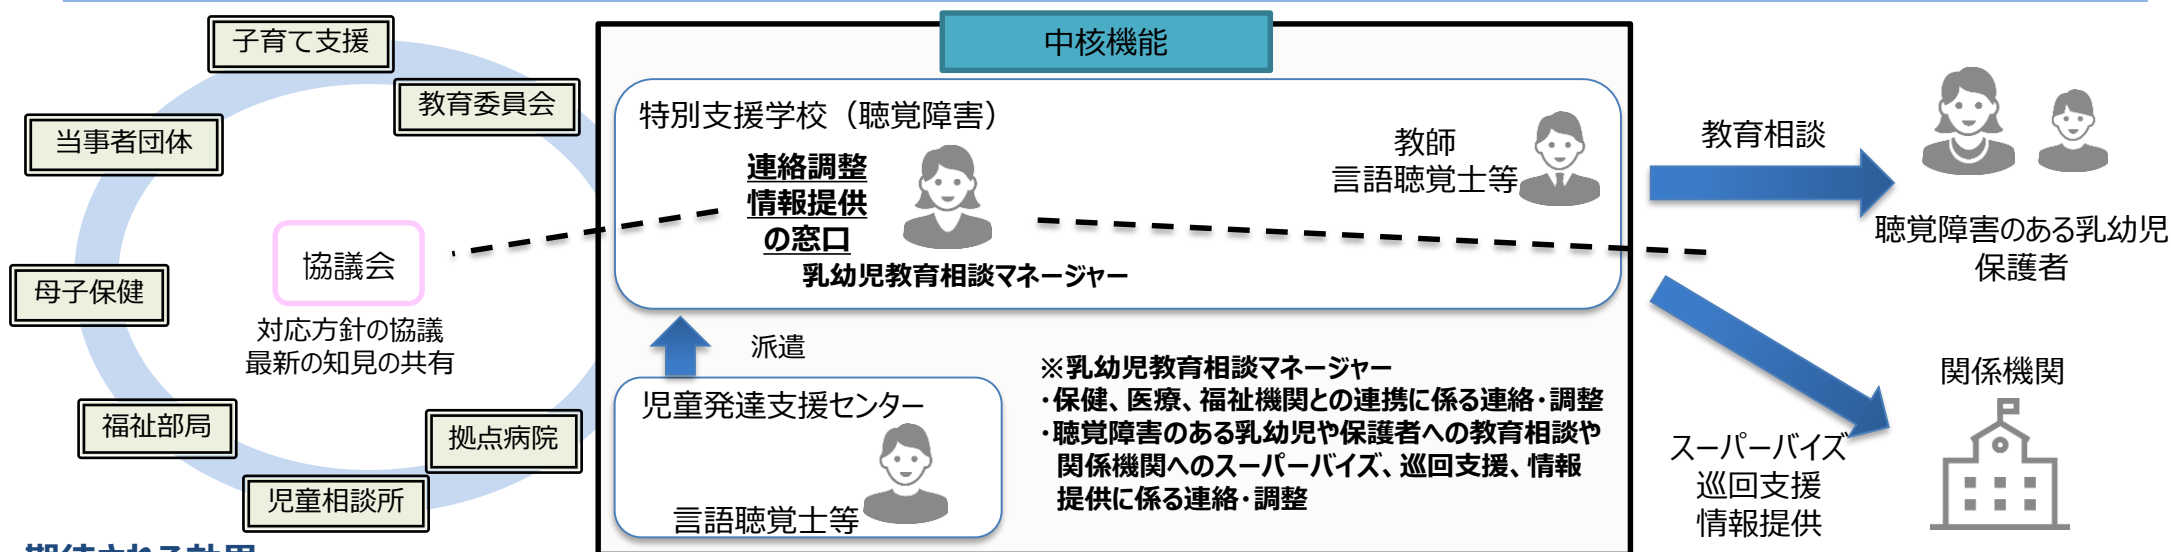 子育て支援
教育委員会
当事者団体
母子保健
福祉部局
児童相談所
拠点病院
協議会
対応方針の協議
最新の知見の共有
中核機能
特別支援学校（聴覚障害）
連絡調整
情報提供
の窓口
乳幼児教育相談マネージャー
教師
言語聴覚士等
派遣
児童発達支援センター
言語聴覚士等
※乳幼児教育相談マネージャー
・保健、医療、福祉機関との連携に係る連絡・調整
・聴覚障害のある乳幼児や保護者への教育相談や
関係機関へのスーパーバイズ、巡回支援、情報
提供に係る連絡・調整
教育相談
聴覚障害のある乳幼児
保護者
関係機関
スーパーバイズ
巡回支援
情報提供
期待される効果